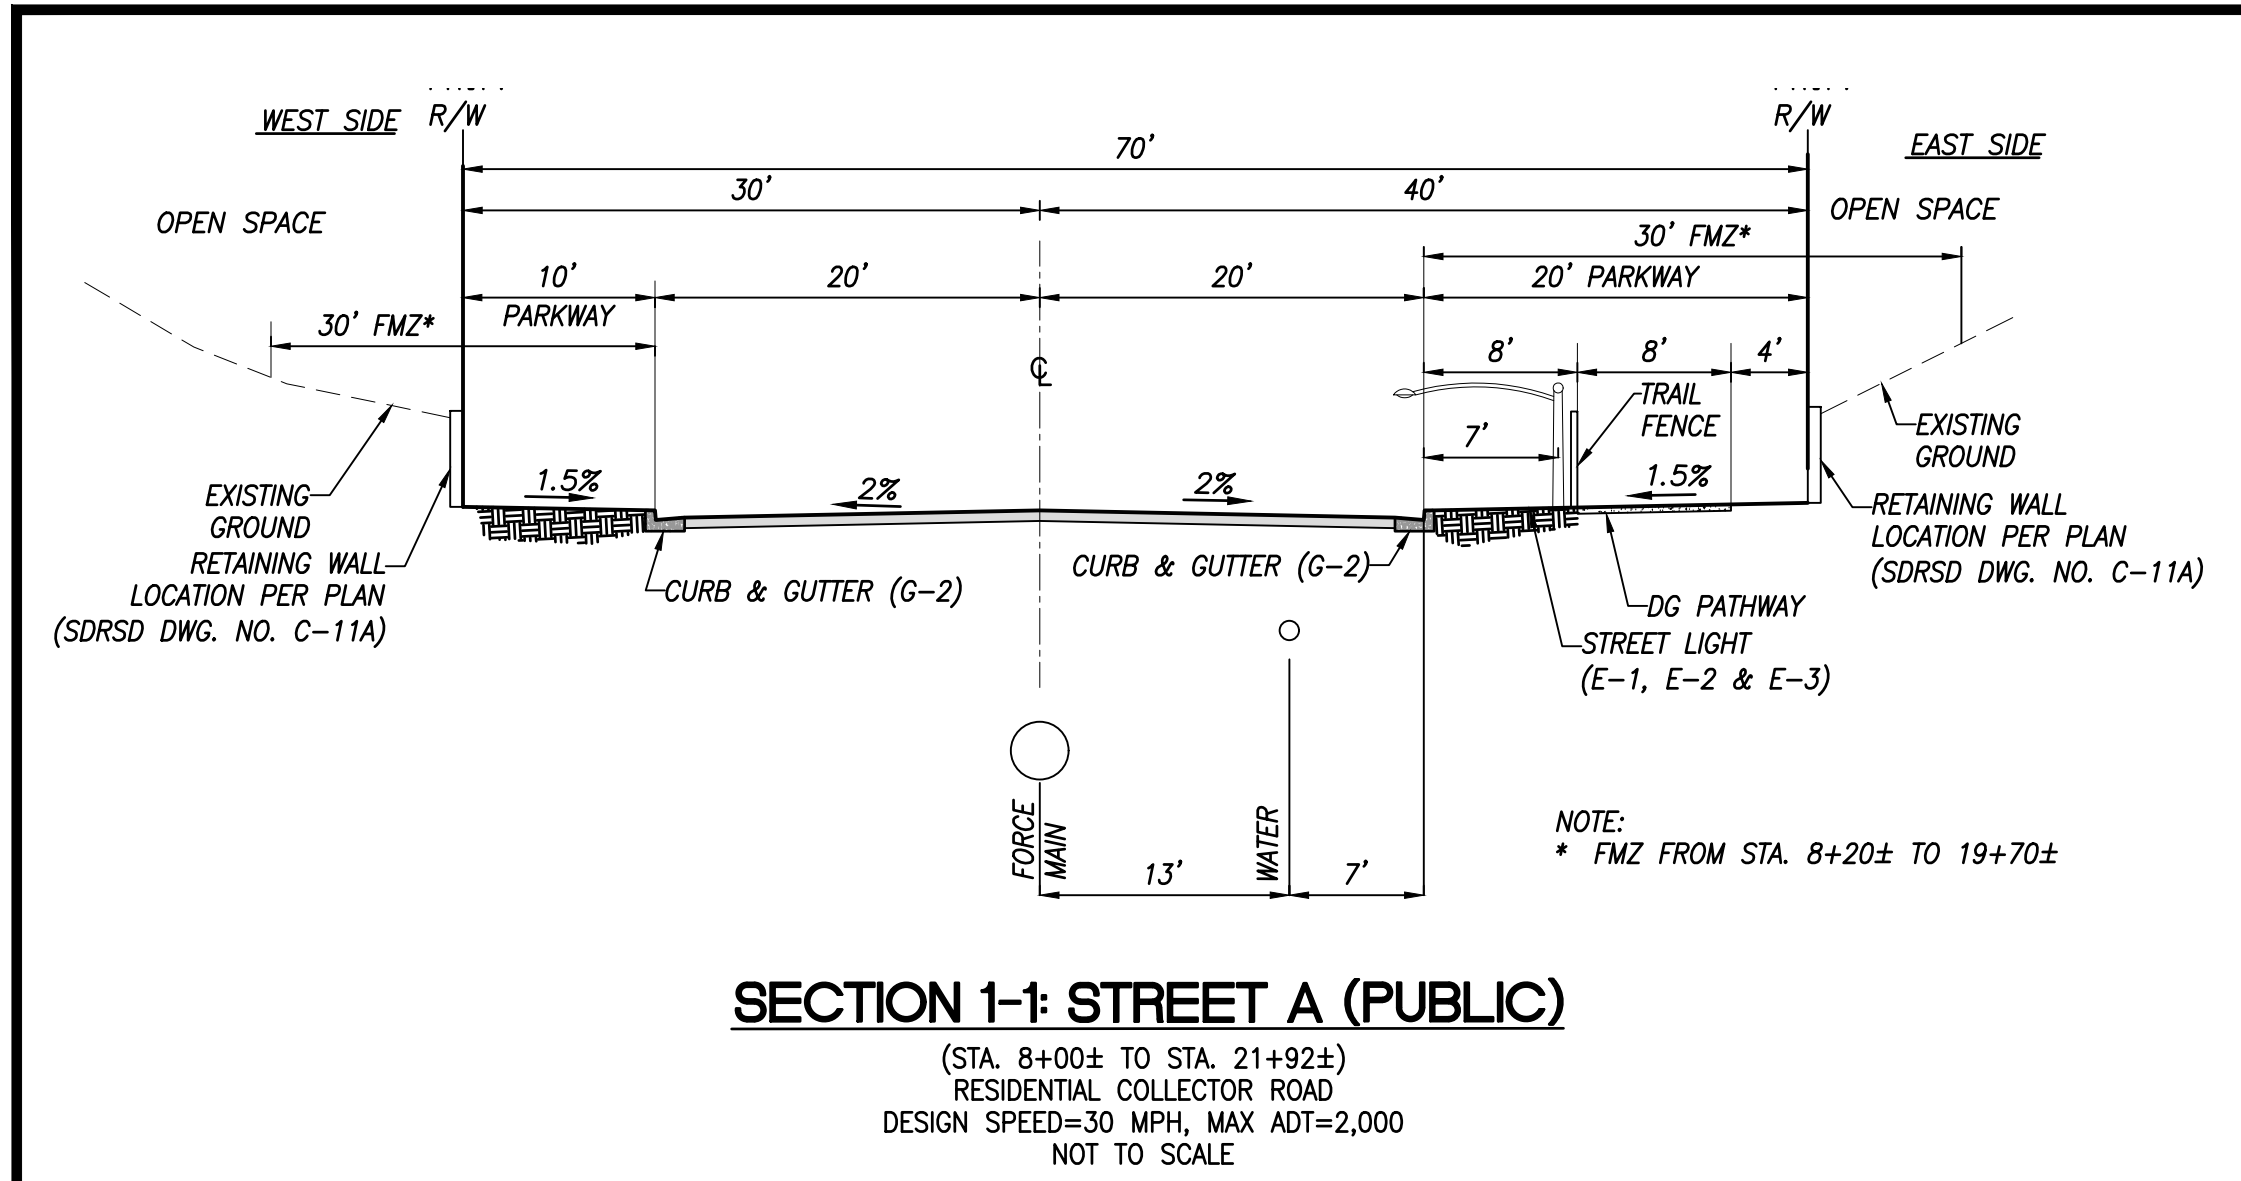 WEST SIDE
R/W
R/W
EAST SIDE
70'
30'
40'
OPEN SPACE
OPEN SPACE
30' FMZ*
10'
20'
20'
20' PARKWAY
PARKWAY
30' FMZ*
8'
8'
4'
℄
TRAIL
FENCE
7'
EXISTING
GROUND
1.5%
2%
2%
1.5%
EXISTING
GROUND
RETAINING WALL
LOCATION PER PLAN
(SDRSD DWG. NO. C-11A)
RETAINING WALL
LOCATION PER PLAN
(SDRSD DWG. NO. C-11A)
CURB & GUTTER (G-2)
CURB & GUTTER (G-2)
DG PATHWAY
STREET LIGHT
(E-1, E-2 & E-3)
FORCE
MAIN
WATER
13'
7'
NOTE:
* FMZ FROM STA. 8+20± TO 19+70±
SECTION 1-1: STREET A (PUBLIC)
(STA. 8+00± TO STA. 21+92±)
RESIDENTIAL COLLECTOR ROAD
DESIGN SPEED=30 MPH, MAX ADT=2,000
NOT TO SCALE